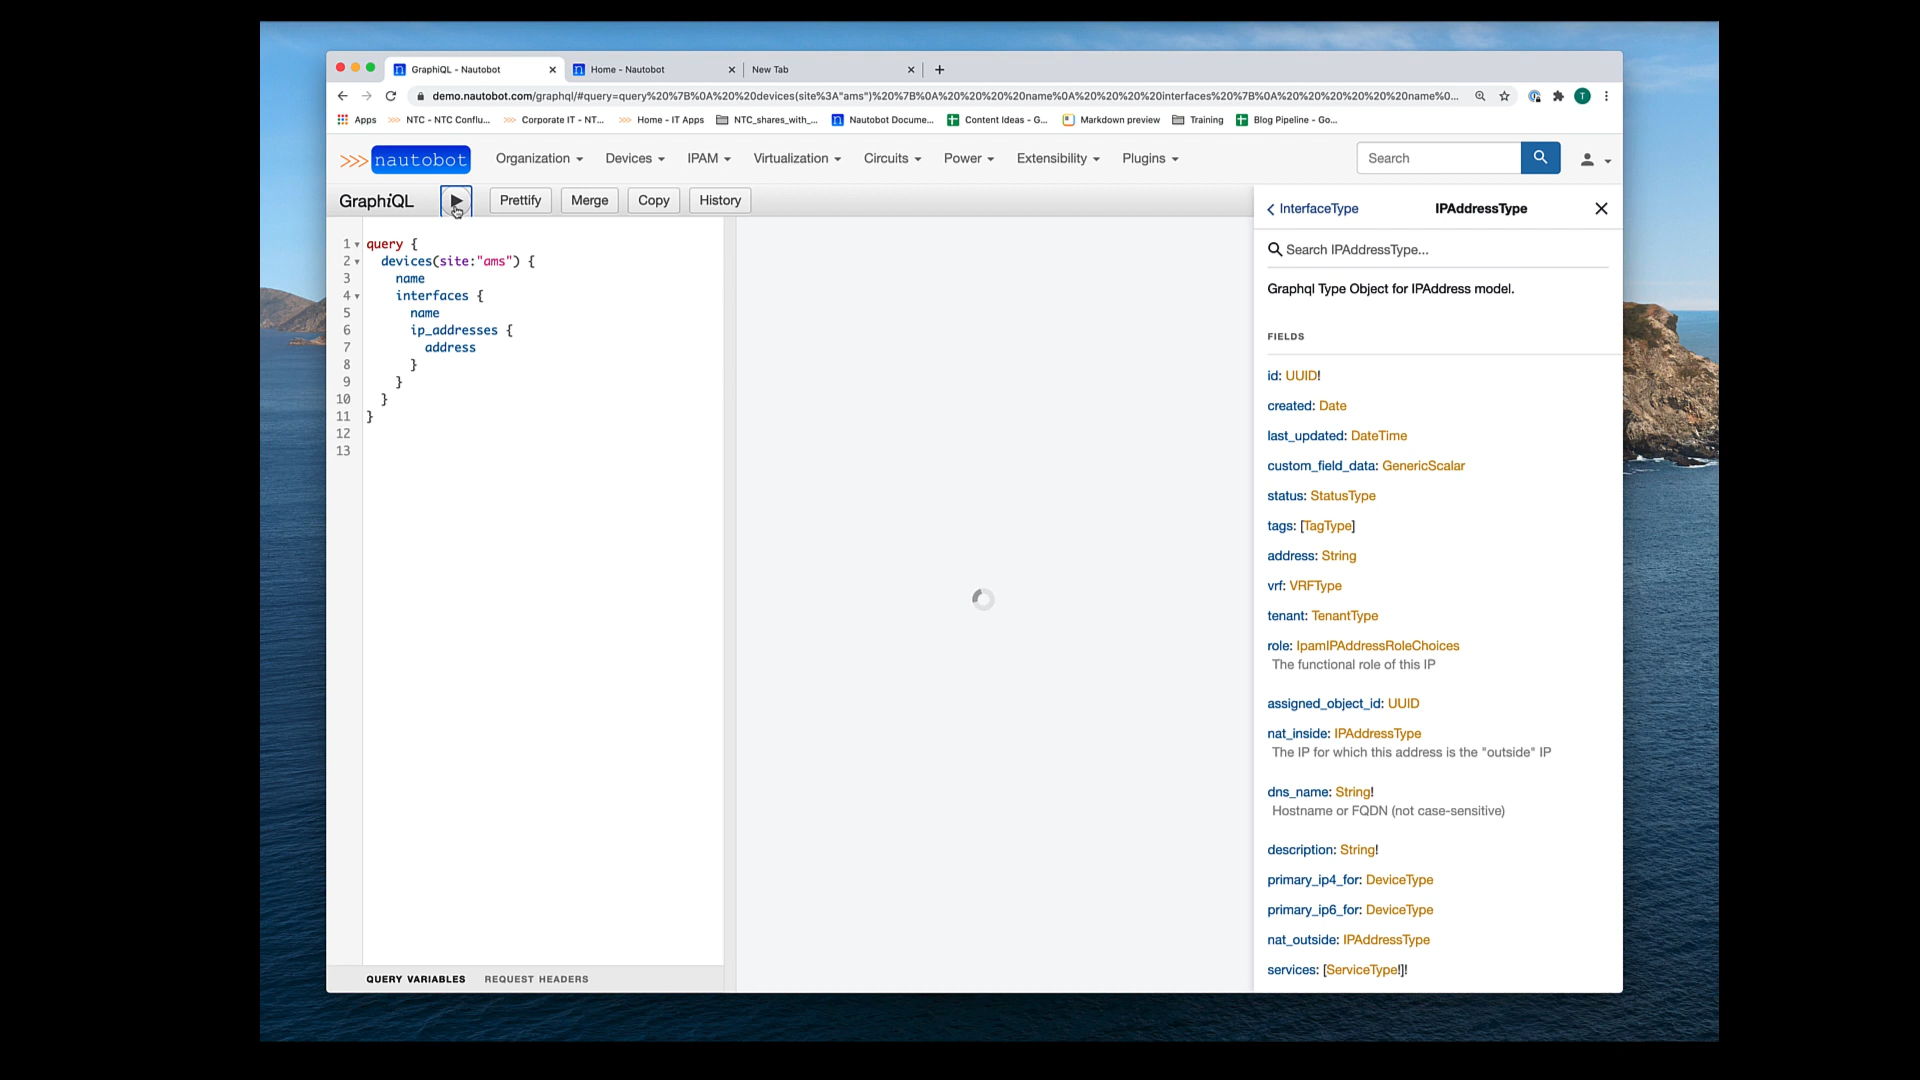 GraphiQL - Nautobot
Home - Nautobot
New Tab
demo.nautobot.com/graphql/#query=query%20%7B%0A%20%20devices(site%3A"ams")%20%7B%0A%20%20%20%20name%0A%20%20%20%20interfaces%20%7B%0A%20%20%20%20%20%20name%0...
Apps
NTC - NTC Conflu...
Corporate IT - NT...
Home - IT Apps
NTC_shares_with_...
Nautobot Docume...
Content Ideas - G...
Markdown preview
Training
Blog Pipeline - Go...
>>> nautobot
Organization
Devices
IPAM
Virtualization
Circuits
Power
Extensibility
Plugins
Search
GraphiQL
Prettify
Merge
Copy
History
1 query {
2 devices(site:"ams") {
3 name
4 interfaces {
5 name
6 ip_addresses {
7 address
8 }
9 }
10 }
11 }
12
13
QUERY VARIABLES
REQUEST HEADERS
InterfaceType
IPAddressType
Search IPAddressType...
Graphql Type Object for IPAddress model.
FIELDS
id: UUID!
created: Date
last_updated: DateTime
custom_field_data: GenericScalar
status: StatusType
tags: [TagType]
address: String
vrf: VRFType
tenant: TenantType
role: IpamIPAddressRoleChoices
The functional role of this IP
assigned_object_id: UUID
nat_inside: IPAddressType
The IP for which this address is the "outside" IP
dns_name: String!
Hostname or FQDN (not case-sensitive)
description: String!
primary_ip4_for: DeviceType
primary_ip6_for: DeviceType
nat_outside: IPAddressType
services: [ServiceType!]!